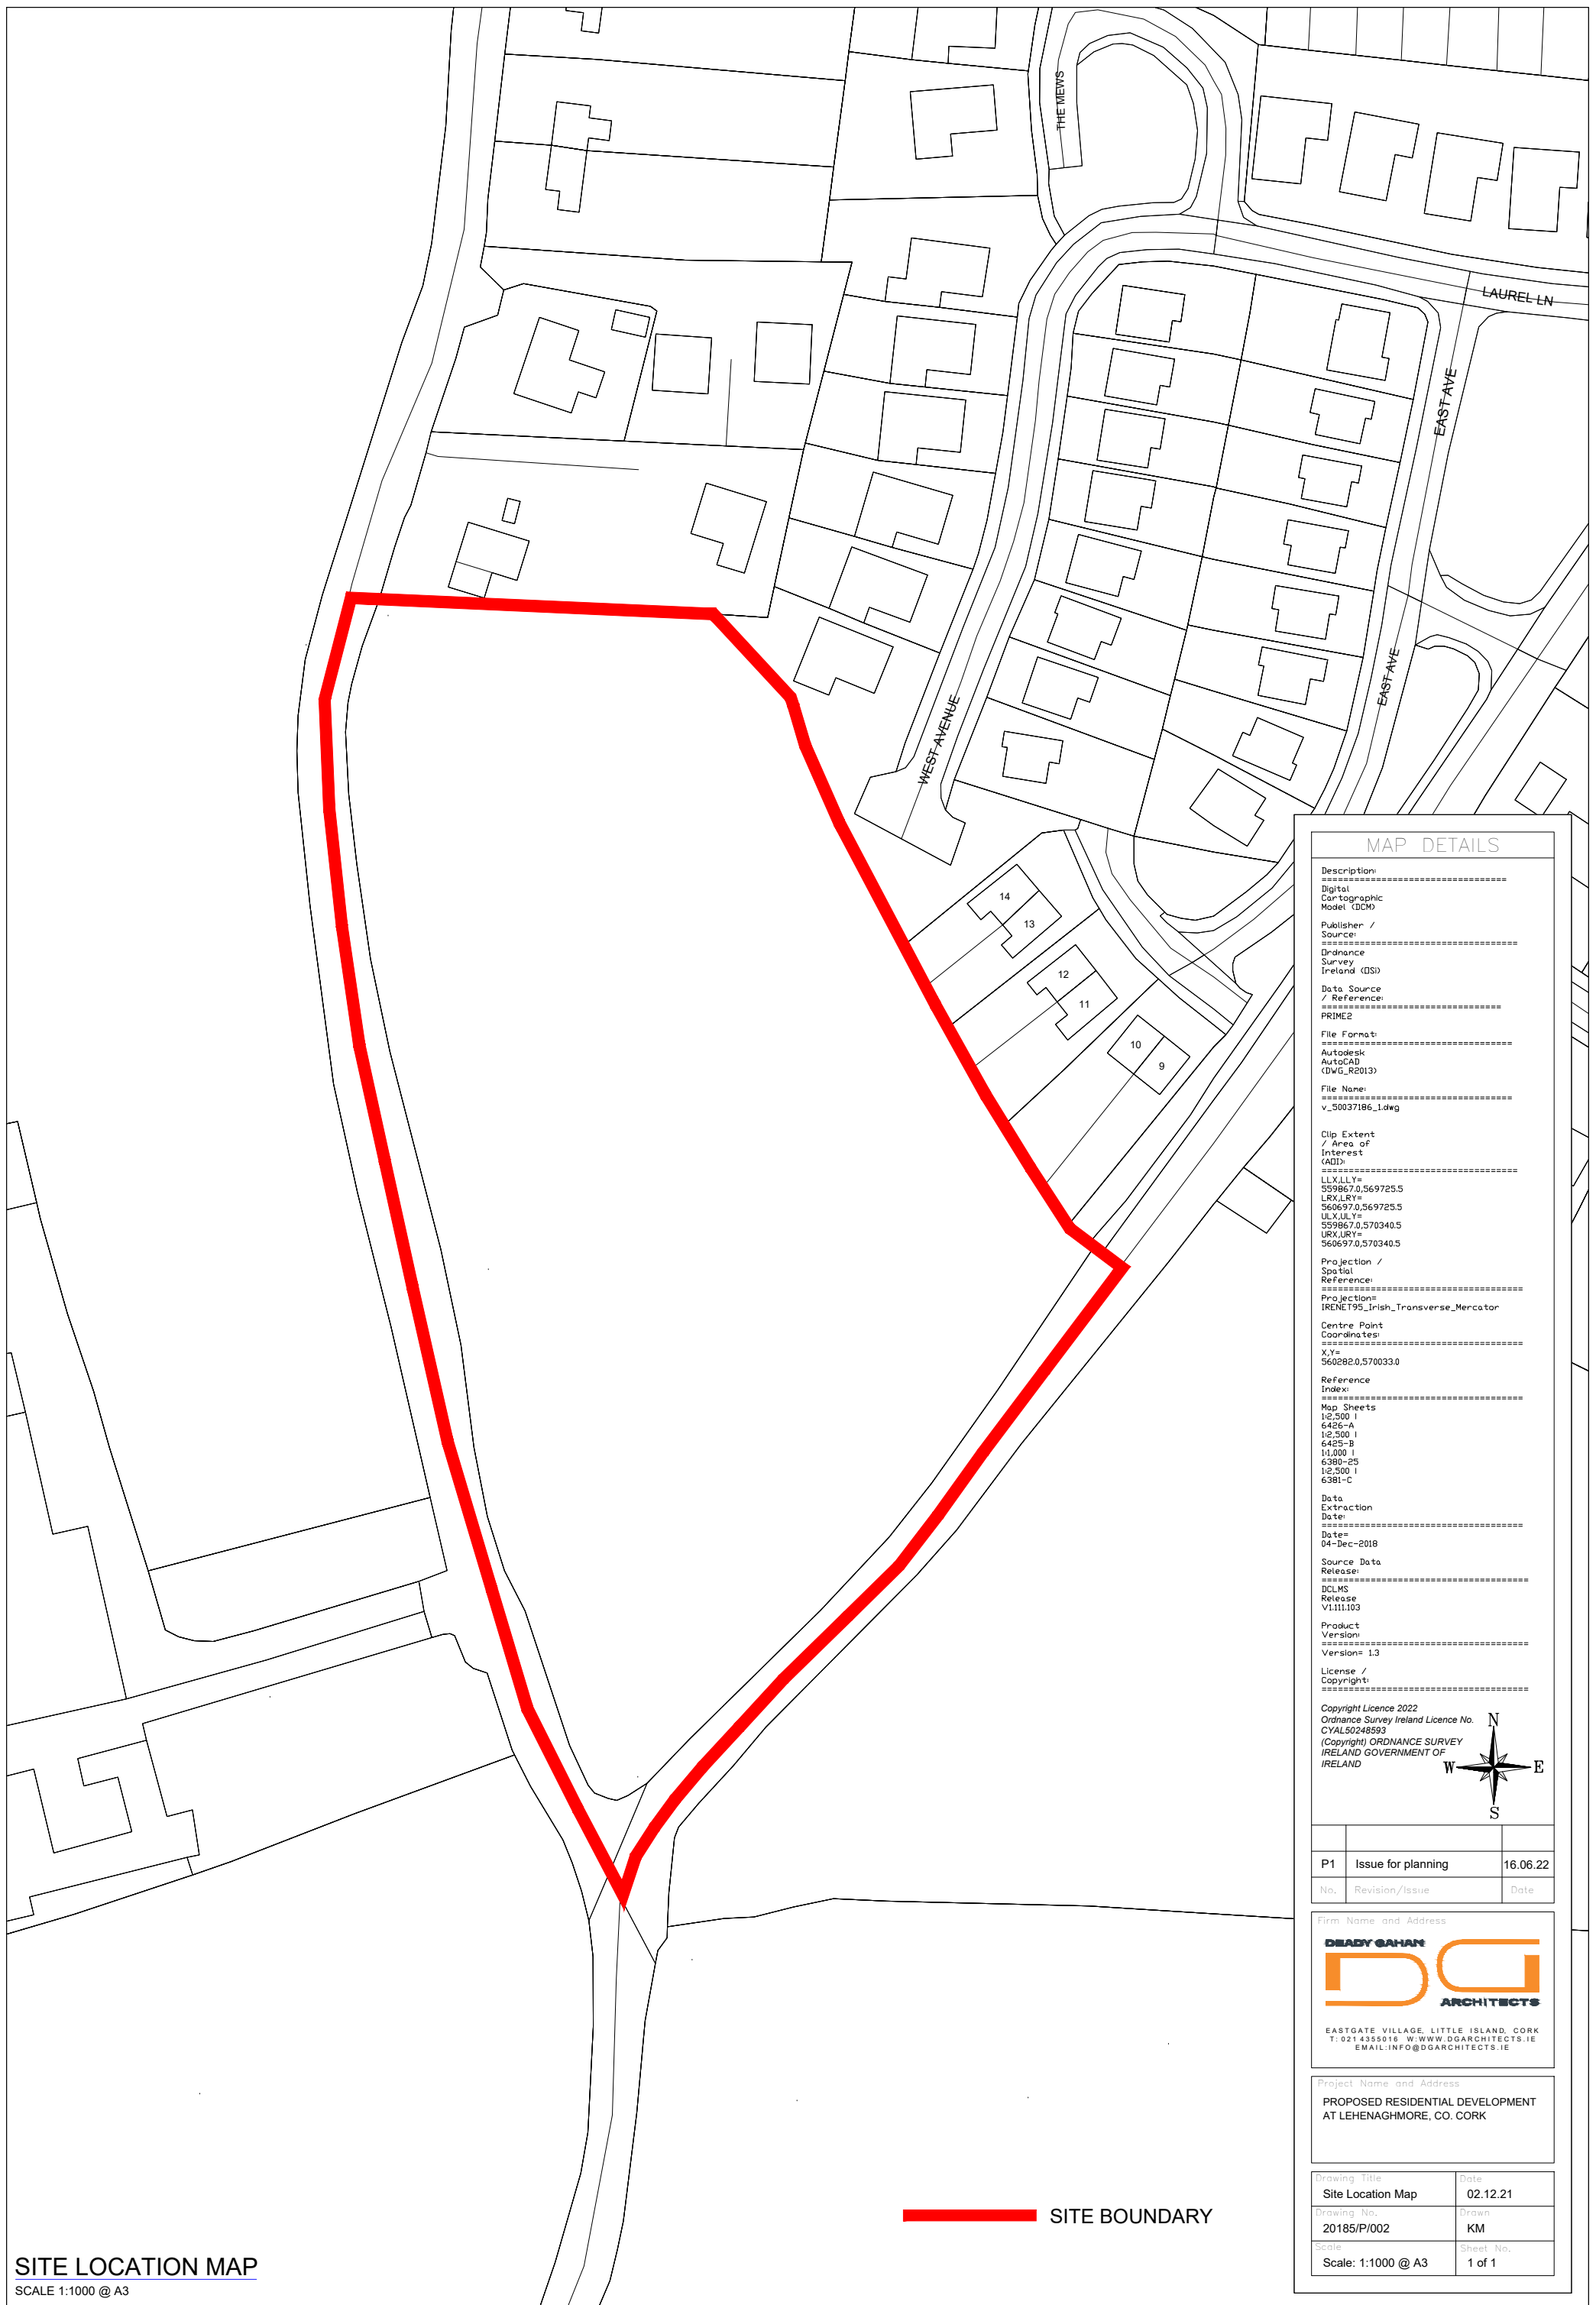 THE MEWS
LAUREL LN
EAST AVE
EAST AVE
WEST AVENUE
14
13
12
11
10
9
MAP DETAILS
Description:
==================================
Digital
Cartographic
Model (DCM)
Publisher /
Source:
====================================
Ordnance
Survey
Ireland (OSi)
Data Source
/ Reference:
=================================
PRIME2
File Format:
===================================
Autodesk
AutoCAD
(DWG_R2013)
File Name:
===================================
v_50037186_1.dwg
Clip Extent
/ Area of
Interest
(AOI):
====================================
LLX,LLY=
559867.0,569725.5
LRX,LRY=
560697.0,569725.5
ULX,ULY=
559867.0,570340.5
URX,URY=
560697.0,570340.5
Projection /
Spatial
Reference:
=====================================
Projection=
IRENET95_Irish_Transverse_Mercator
Centre Point
Coordinates:
=====================================
X,Y=
560282.0,570033.0
Reference
Index:
=====================================
Map Sheets
1:2,500 |
6426-A
1:2,500 |
6425-B
1:1,000 |
6380-25
1:2,500 |
6381-C
Data
Extraction
Date:
=====================================
Date=
04-Dec-2018
Source Data
Release:
======================================
DCLMS
Release
V1.111.103
Product
Version:
======================================
Version= 1.3
License /
Copyright:
======================================
Copyright Licence 2022
Ordnance Survey Ireland Licence No.
CYAL50248593
(Copyright) ORDNANCE SURVEY
IRELAND GOVERNMENT OF
IRELAND
N
W E
S
P1 Issue for planning 16.06.22
No. Revision/Issue Date
Firm Name and Address
DEADY GAHAN
DG
ARCHITECTS
EASTGATE VILLAGE, LITTLE ISLAND, CORK
T: 021 4355016 W:WWW.DGARCHITECTS.IE
EMAIL:INFO@DGARCHITECTS.IE
Project Name and Address
PROPOSED RESIDENTIAL DEVELOPMENT
AT LEHENAGHMORE, CO. CORK
Drawing Title Date
Site Location Map 02.12.21
Drawing No. Drawn
20185/P/002 KM
Scale Sheet No.
Scale: 1:1000 @ A3 1 of 1
SITE BOUNDARY
SITE LOCATION MAP
SCALE 1:1000 @ A3